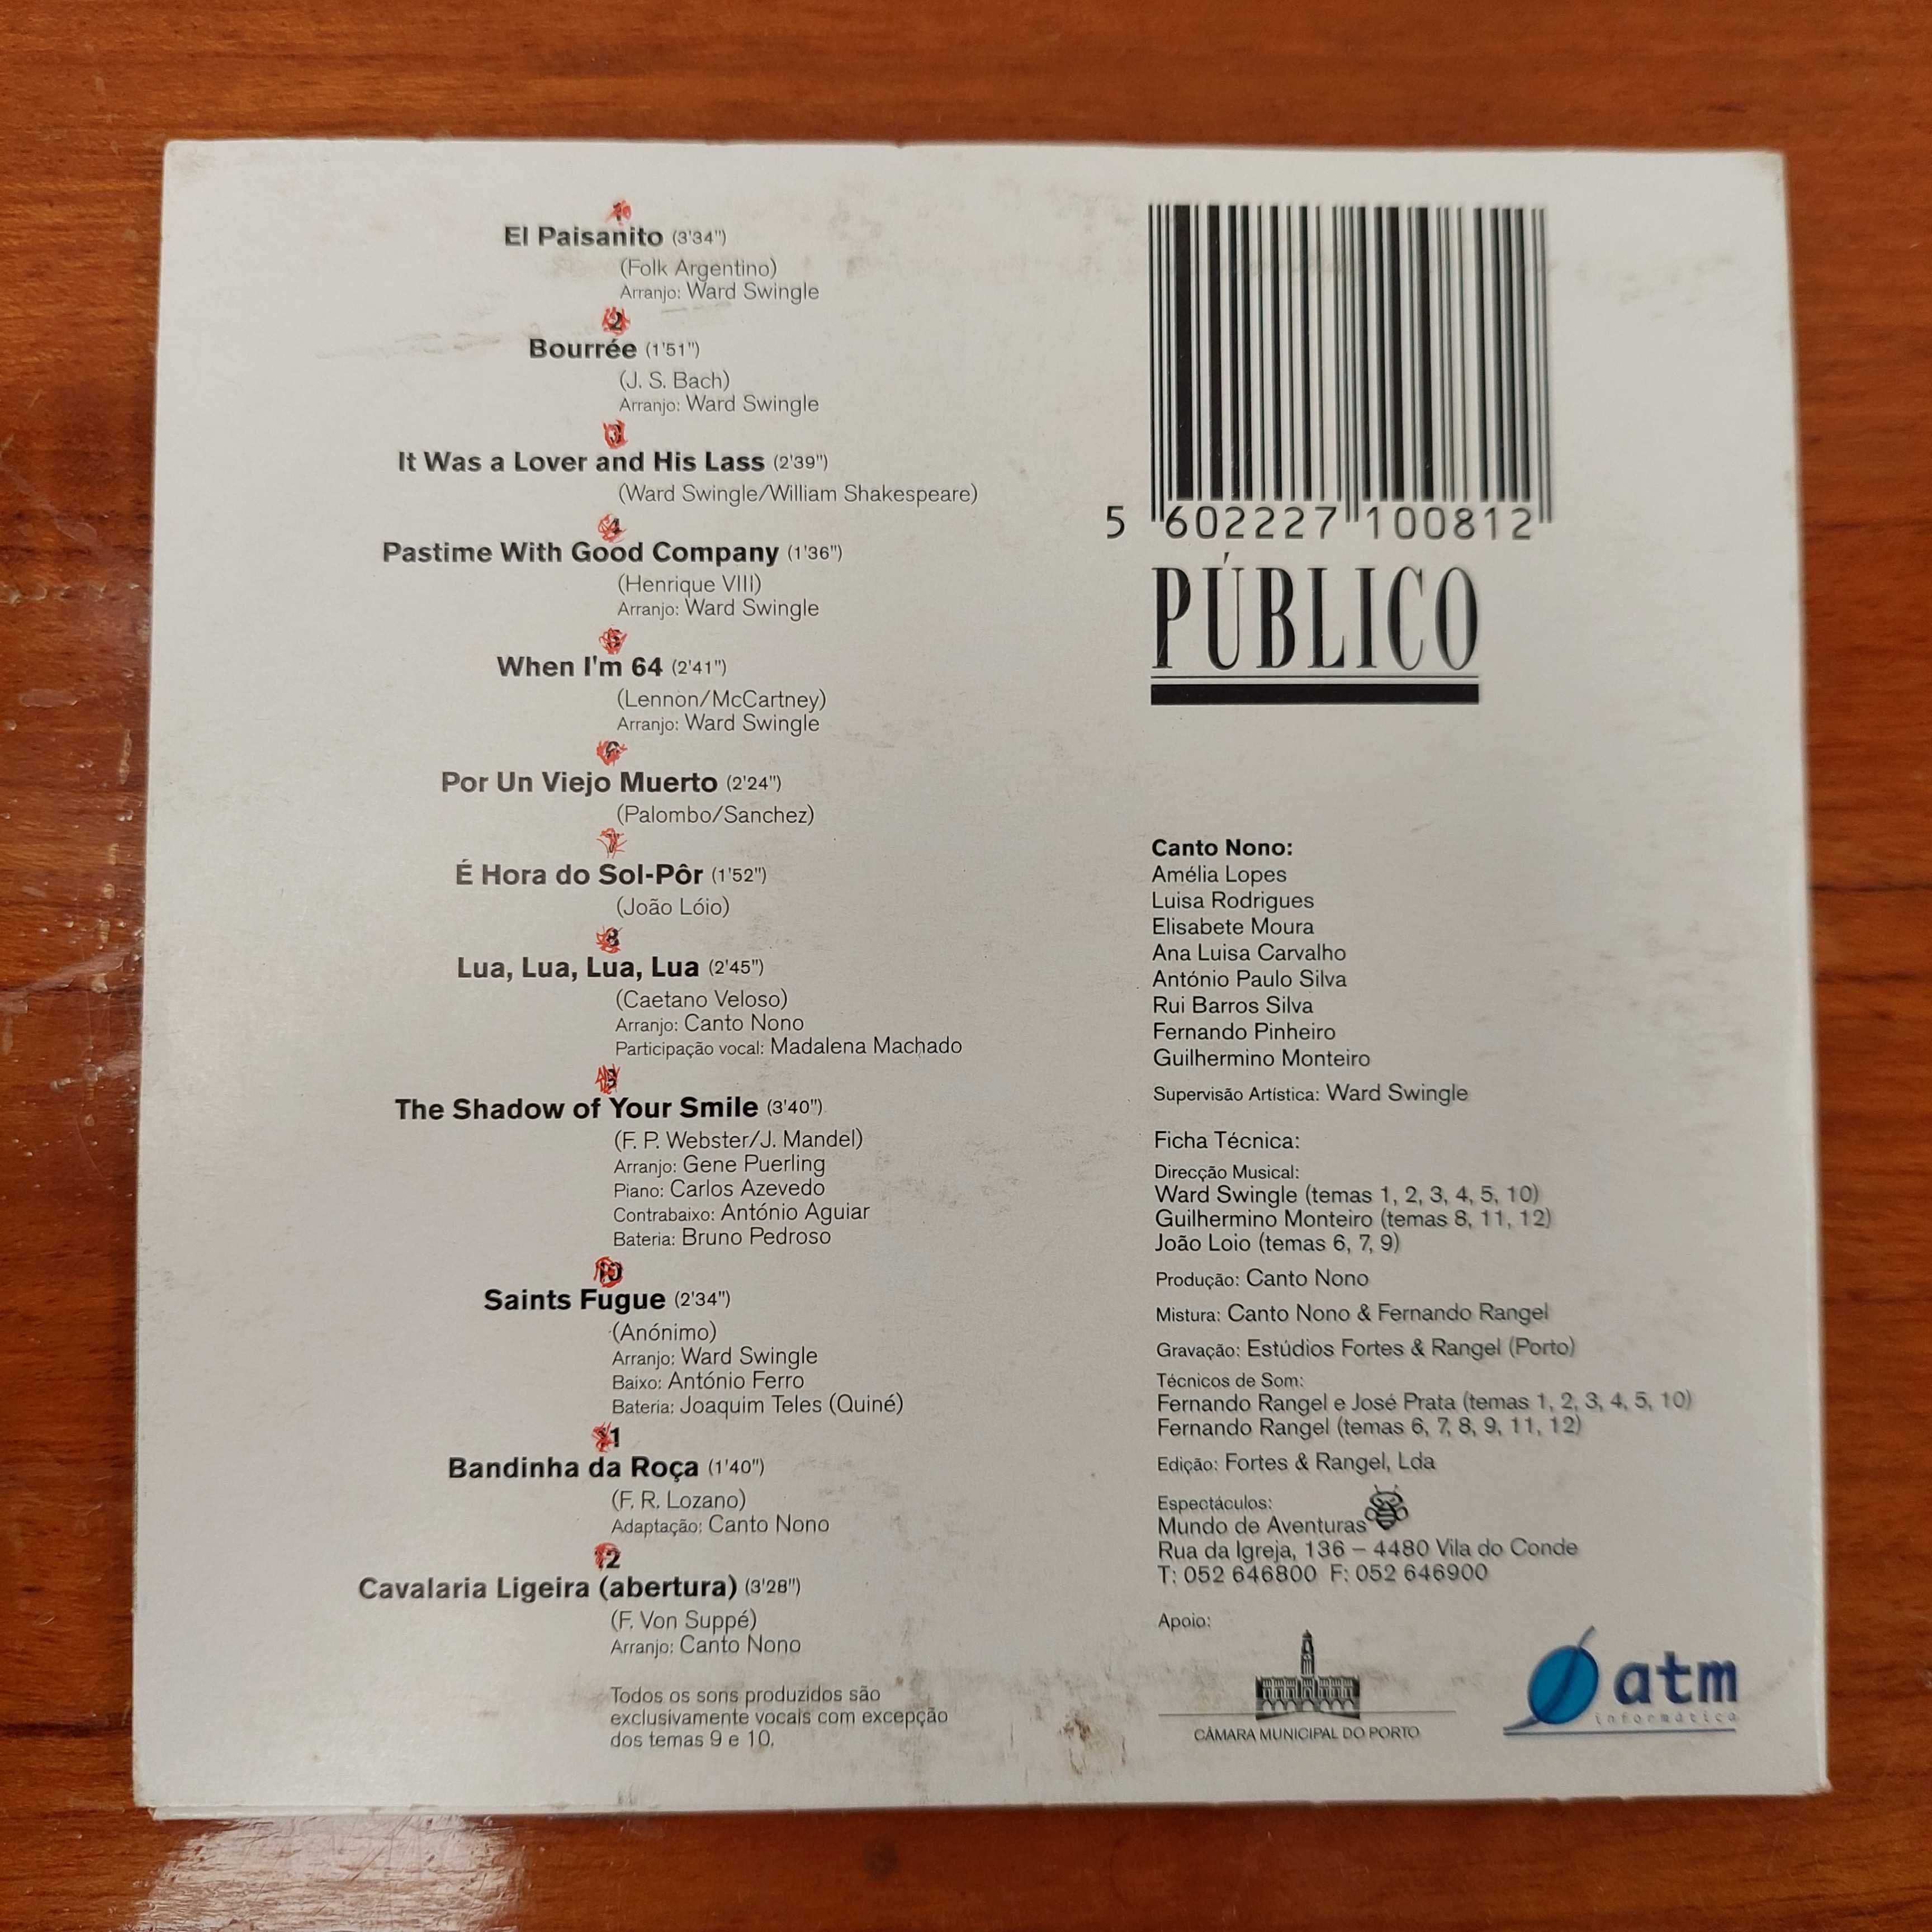 1
El Paisanito (3'34")
(Folk Argentino)
Arranjo: Ward Swingle
2
Bourrée (1'51")
(J. S. Bach)
Arranjo: Ward Swingle
3
It Was a Lover and His Lass (2'39")
(Ward Swingle/William Shakespeare)
4
Pastime With Good Company (1'36")
(Henrique VIII)
Arranjo: Ward Swingle
5
When I'm 64 (2'41")
(Lennon/McCartney)
Arranjo: Ward Swingle
6
Por Un Viejo Muerto (2'24")
(Palombo/Sanchez)
7
É Hora do Sol-Pôr (1'52")
(João Lóio)
8
Lua, Lua, Lua, Lua (2'45")
(Caetano Veloso)
Arranjo: Canto Nono
Participação vocal: Madalena Machado
9
The Shadow of Your Smile (3'40")
(F. P. Webster/J. Mandel)
Arranjo: Gene Puerling
Piano: Carlos Azevedo
Contrabaixo: António Aguiar
Bateria: Bruno Pedroso
10
Saints Fugue (2'34")
(Anónimo)
Arranjo: Ward Swingle
Baixo: António Ferro
Bateria: Joaquim Teles (Quiné)
11
Bandinha da Roça (1'40")
(F. R. Lozano)
Adaptação: Canto Nono
12
Cavalaria Ligeira (abertura) (3'28")
(F. Von Suppé)
Arranjo: Canto Nono
Todos os sons produzidos são
exclusivamente vocais com excepção
dos temas 9 e 10.
5 602227 100812
PÚBLICO
Canto Nono:
Amélia Lopes
Luisa Rodrigues
Elisabete Moura
Ana Luisa Carvalho
António Paulo Silva
Rui Barros Silva
Fernando Pinheiro
Guilhermino Monteiro
Supervisão Artística: Ward Swingle
Ficha Técnica:
Direcção Musical:
Ward Swingle (temas 1, 2, 3, 4, 5, 10)
Guilhermino Monteiro (temas 8, 11, 12)
João Loio (temas 6, 7, 9)
Produção: Canto Nono
Mistura: Canto Nono & Fernando Rangel
Gravação: Estúdios Fortes & Rangel (Porto)
Técnicos de Som:
Fernando Rangel e José Prata (temas 1, 2, 3, 4, 5, 10)
Fernando Rangel (temas 6, 7, 8, 9, 11, 12)
Edição: Fortes & Rangel, Lda
Espectáculos:
Mundo de Aventuras
Rua da Igreja, 136 – 4480 Vila do Conde
T: 052 646800 F: 052 646900
Apoio:
CÂMARA MUNICIPAL DO PORTO
atm
informática